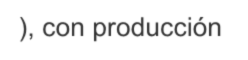 ), con producción